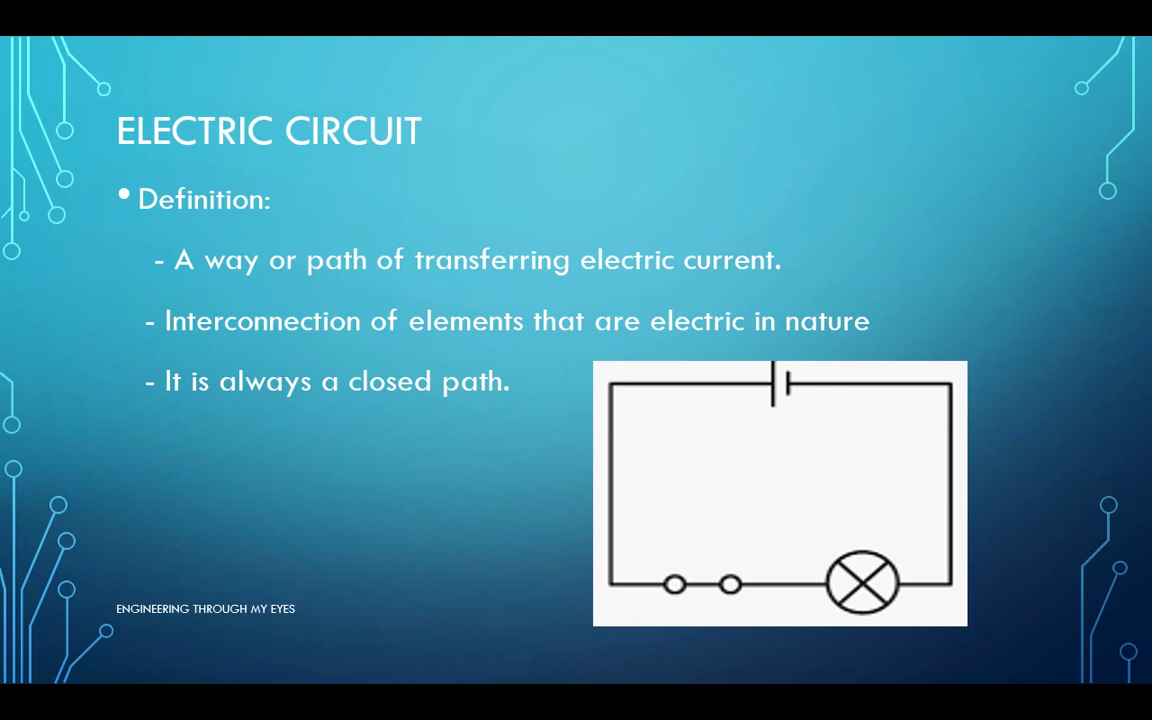 ELECTRIC CIRCUIT
• Definition:
- A way or path of transferring electric current.
- Interconnection of elements that are electric in nature
- It is always a closed path.
ENGINEERING THROUGH MY EYES